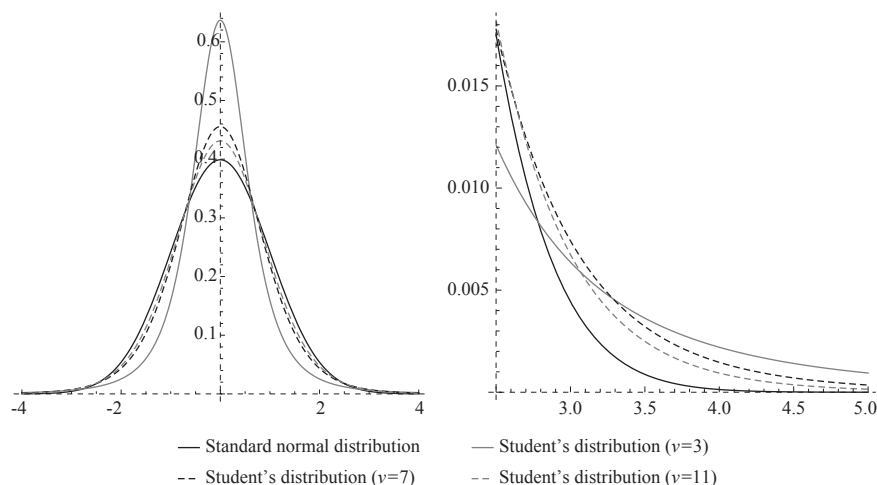 0.6
0.5
0.4
0.3
0.2
0.1
-4 -2 2 4
0.015
0.010
0.005
3.0 3.5 4.0 4.5 5.0
Standard normal distribution
Student's distribution (ν=3)
Student's distribution (ν=7)
Student's distribution (ν=11)